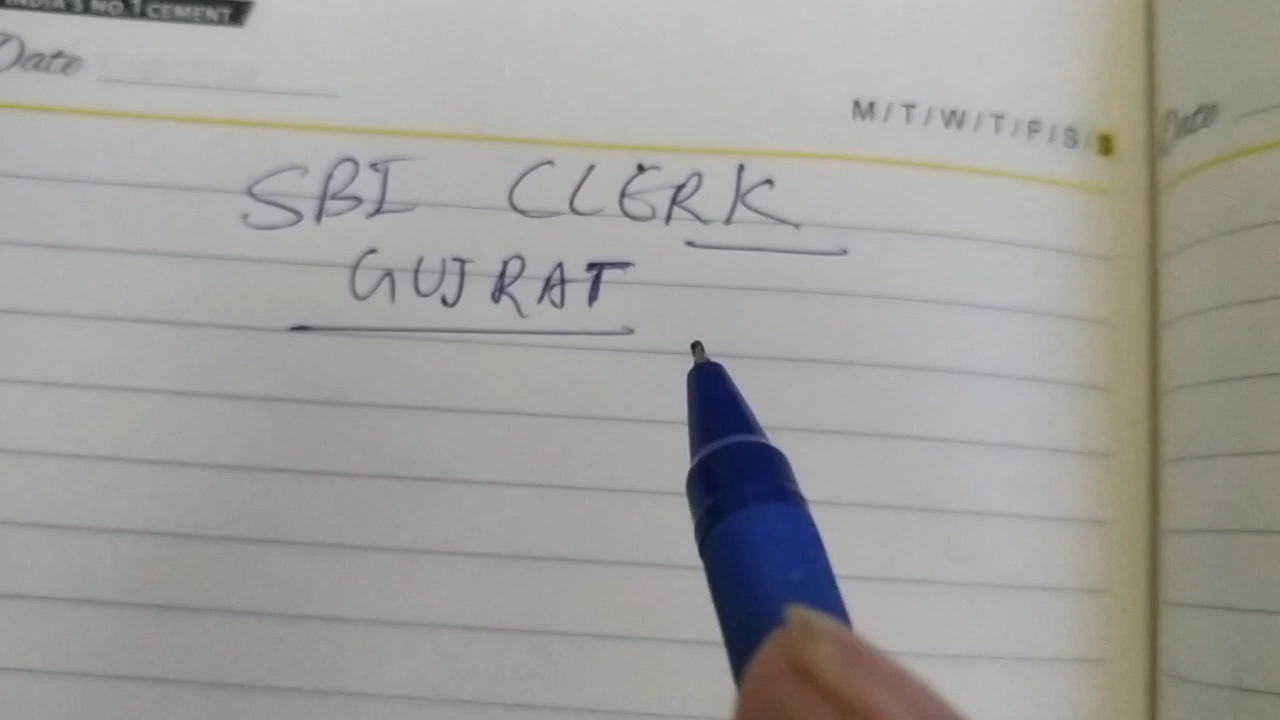 INDIA'S NO.1 CEMENT
Date
M/T/W/T/F/S/S
Date
SBI CLERK
GUJRAT